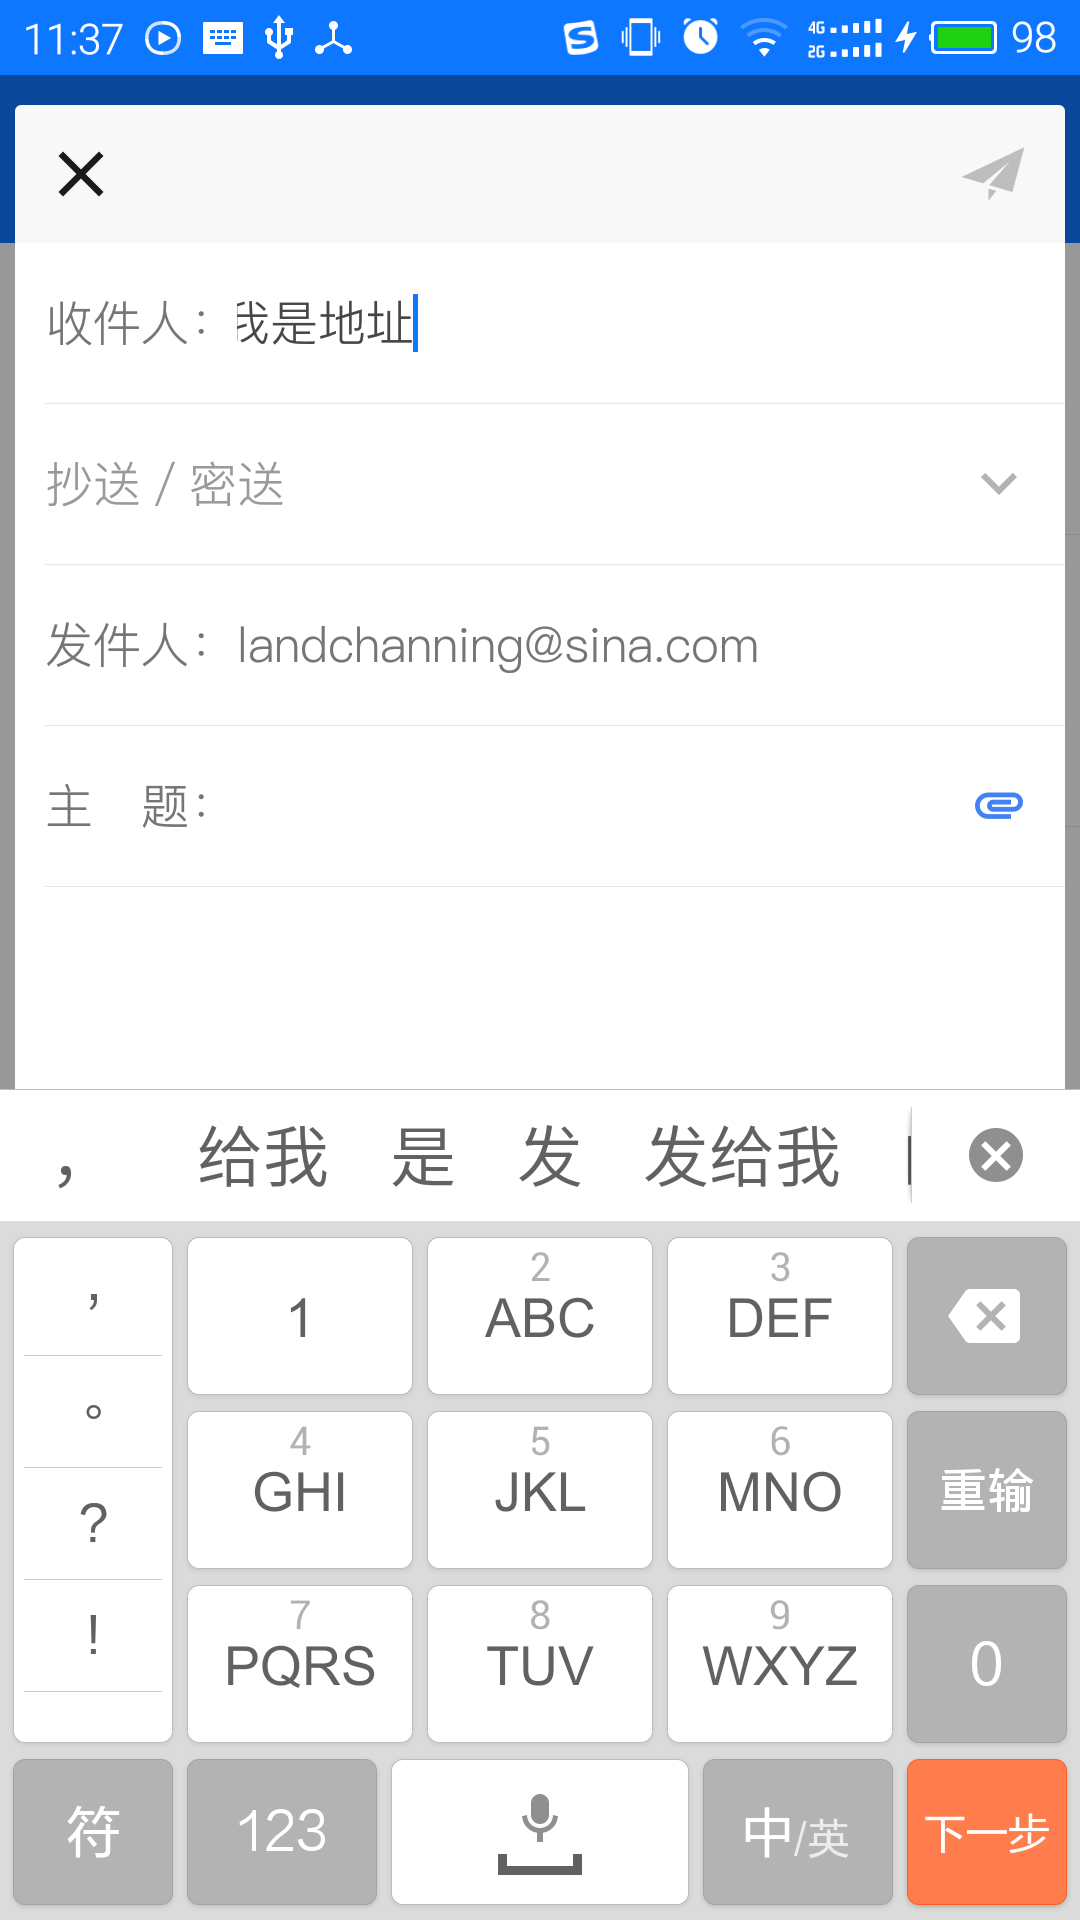 11:37 4G 2G 98
收件人：我是地址
抄送 / 密送
发件人：landchanning@sina.com
主 题：
， 给我 是 发 发给我
， 1 2 ABC 3 DEF
。 4 GHI 5 JKL 6 MNO 重输
? 7 PQRS 8 TUV 9 WXYZ 0
!
符 123 中/英 下一步